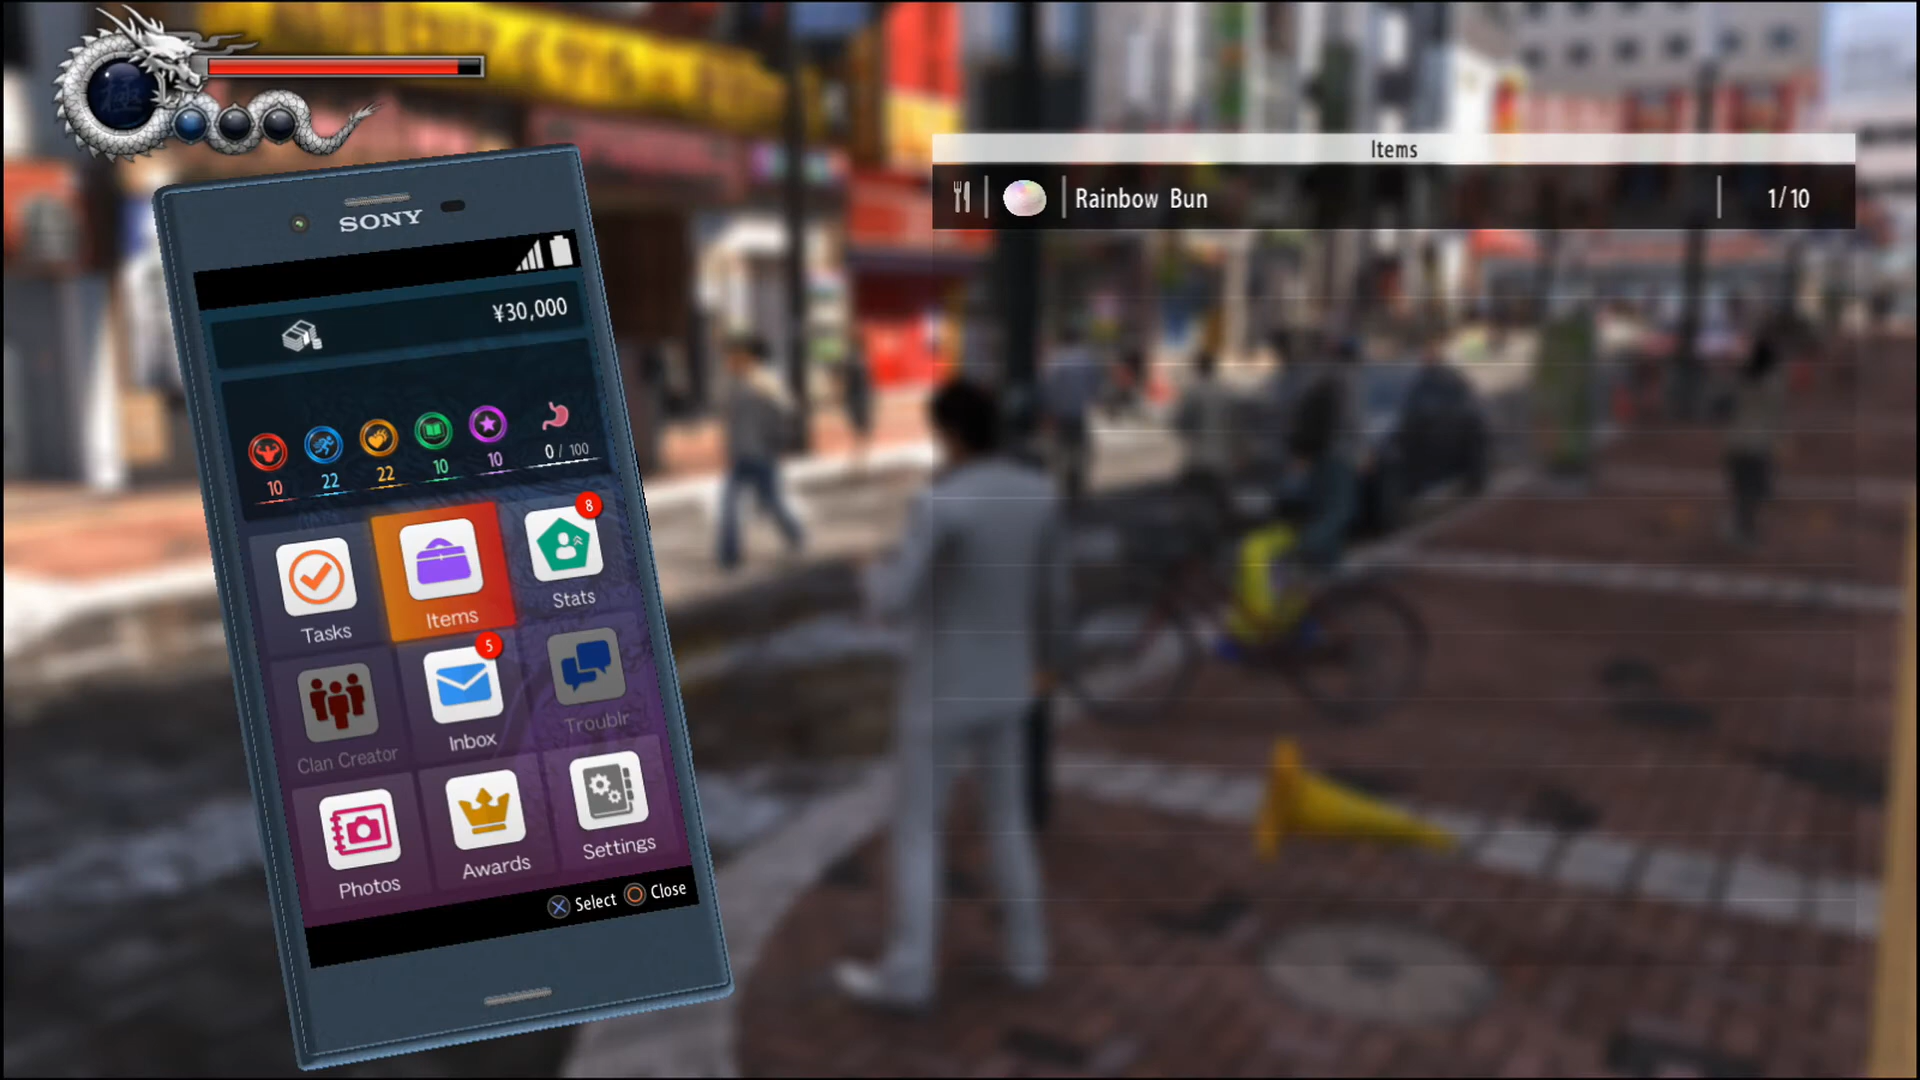 極
SONY
¥30,000
10
22
22
10
10
0 / 100
Tasks
Items
8
Stats
Clan Creator
5
Inbox
Troublr
Photos
Awards
Settings
Select
Close
Items
Rainbow Bun
1/10